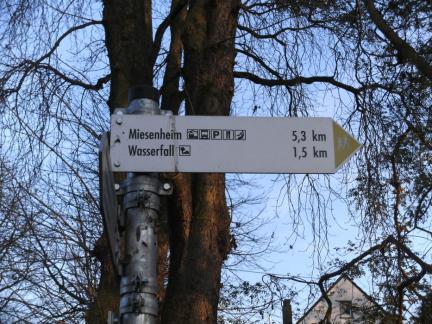 Miesenheim P 5,3 km
Wasserfall 1,5 km